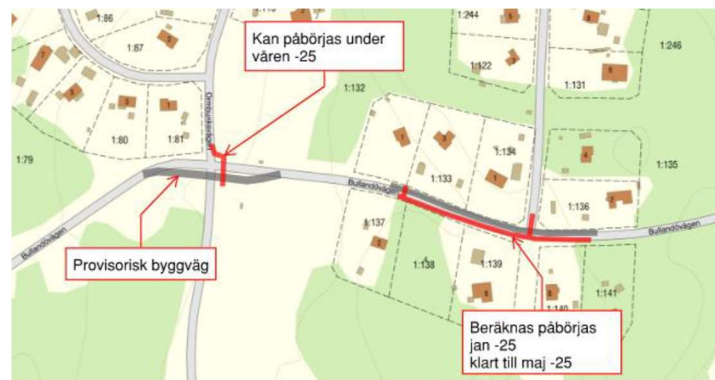 1:86
1:87
1:80
1:81
1:79
Kan påbörjas under
våren -25
1:132
1:244
1:122
1:131
1:246
1:133
1:134
1:135
1:136
1:137
1:138
1:139
1:140
1:141
Bullandövägen
Bullandövägen
Bullandövägen
Provisorisk byggväg
Beräknas påbörjas
jan -25
klart till maj -25